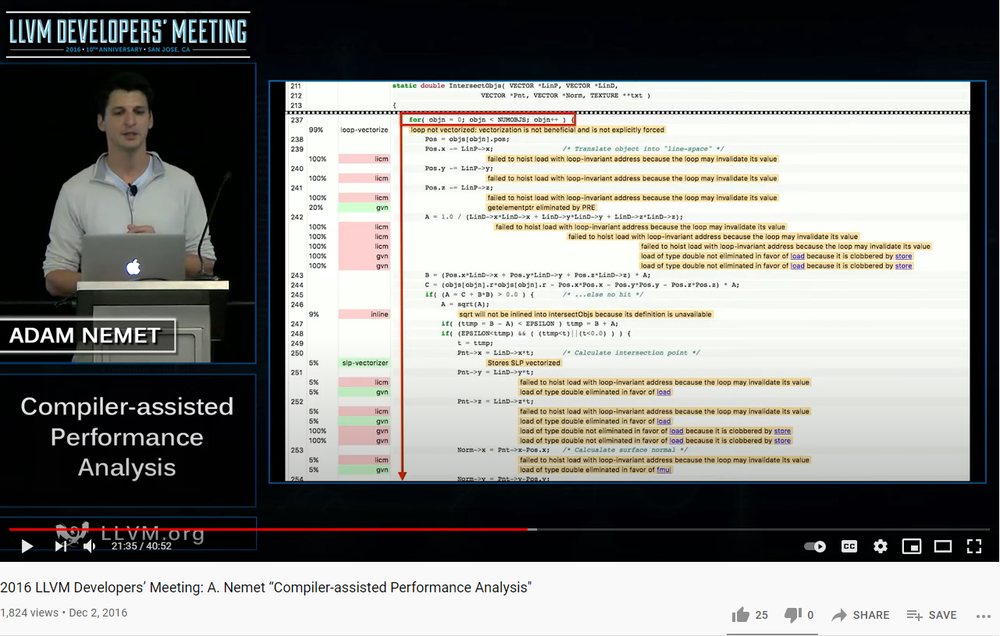 LLVM DEVELOPERS' MEETING
2016 • 10TH ANNIVERSARY • SAN JOSE, CA
ADAM NEMET
Compiler-assisted
Performance
Analysis
LLVM.org
211 static double IntersectObjs( VECTOR *LinP, VECTOR *LinD,
212 VECTOR *Pnt, VECTOR *Norm, TEXTURE **txt )
213 {
237 for( objn = 0; objn < NUMOBJS; objn++ ) {
99% loop-vectorize loop not vectorized: vectorization is not beneficial and is not explicitly forced
238 Pos = objs[objn].pos;
239 Pos.x -= LinP->x; /* Translate object into "line-space" */
100% licm failed to hoist load with loop-invariant address because the loop may invalidate its value
240 Pos.y -= LinP->y;
100% licm failed to hoist load with loop-invariant address because the loop may invalidate its value
241 Pos.z -= LinP->z;
100% licm failed to hoist load with loop-invariant address because the loop may invalidate its value
20% gvn getelementptr eliminated by PRE
242 A = 1.0 / (LinD->x*LinD->x + LinD->y*LinD->y + LinD->z*LinD->z);
100% licm failed to hoist load with loop-invariant address because the loop may invalidate its value
100% licm failed to hoist load with loop-invariant address because the loop may invalidate its value
100% licm failed to hoist load with loop-invariant address because the loop may invalidate its value
100% gvn load of type double not eliminated in favor of load because it is clobbered by store
100% gvn load of type double not eliminated in favor of load because it is clobbered by store
243 B = (Pos.x*LinD->x + Pos.y*LinD->y + Pos.z*LinD->z) * A;
244 C = (objs[objn].r*objs[objn].r - Pos.x*Pos.x - Pos.y*Pos.y - Pos.z*Pos.z) * A;
245 if( (A = C + B*B) > 0.0 ) { /* ...else no hit */
246 A = sqrt(A);
9% inline sqrt will not be inlined into IntersectObjs because its definition is unavailable
247 if( (ttmp = B - A) < EPSILON ) ttmp = B + A;
248 if( (EPSILON<ttmp) && ( (ttmp<t)||(t<0.0) ) ) {
249 t = ttmp;
250 Pnt->x = LinD->x*t; /* Calculate intersection point */
5% slp-vectorizer Stores SLP vectorized
251 Pnt->y = LinD->y*t;
5% licm failed to hoist load with loop-invariant address because the loop may invalidate its value
5% gvn load of type double eliminated in favor of load
252 Pnt->z = LinD->z*t;
5% licm failed to hoist load with loop-invariant address because the loop may invalidate its value
5% gvn load of type double eliminated in favor of load
100% gvn load of type double not eliminated in favor of load because it is clobbered by store
100% gvn load of type double not eliminated in favor of load because it is clobbered by store
253 Norm->x = Pnt->x-Pos.x; /* Calcualate surface normal */
5% licm failed to hoist load with loop-invariant address because the loop may invalidate its value
5% gvn load of type double eliminated in favor of fmul
254 Norm->y = Pnt->y-Pos.y;
21:35 / 40:52
CC
2016 LLVM Developers’ Meeting: A. Nemet “Compiler-assisted Performance Analysis"
1,824 views • Dec 2, 2016
25 0 SHARE SAVE